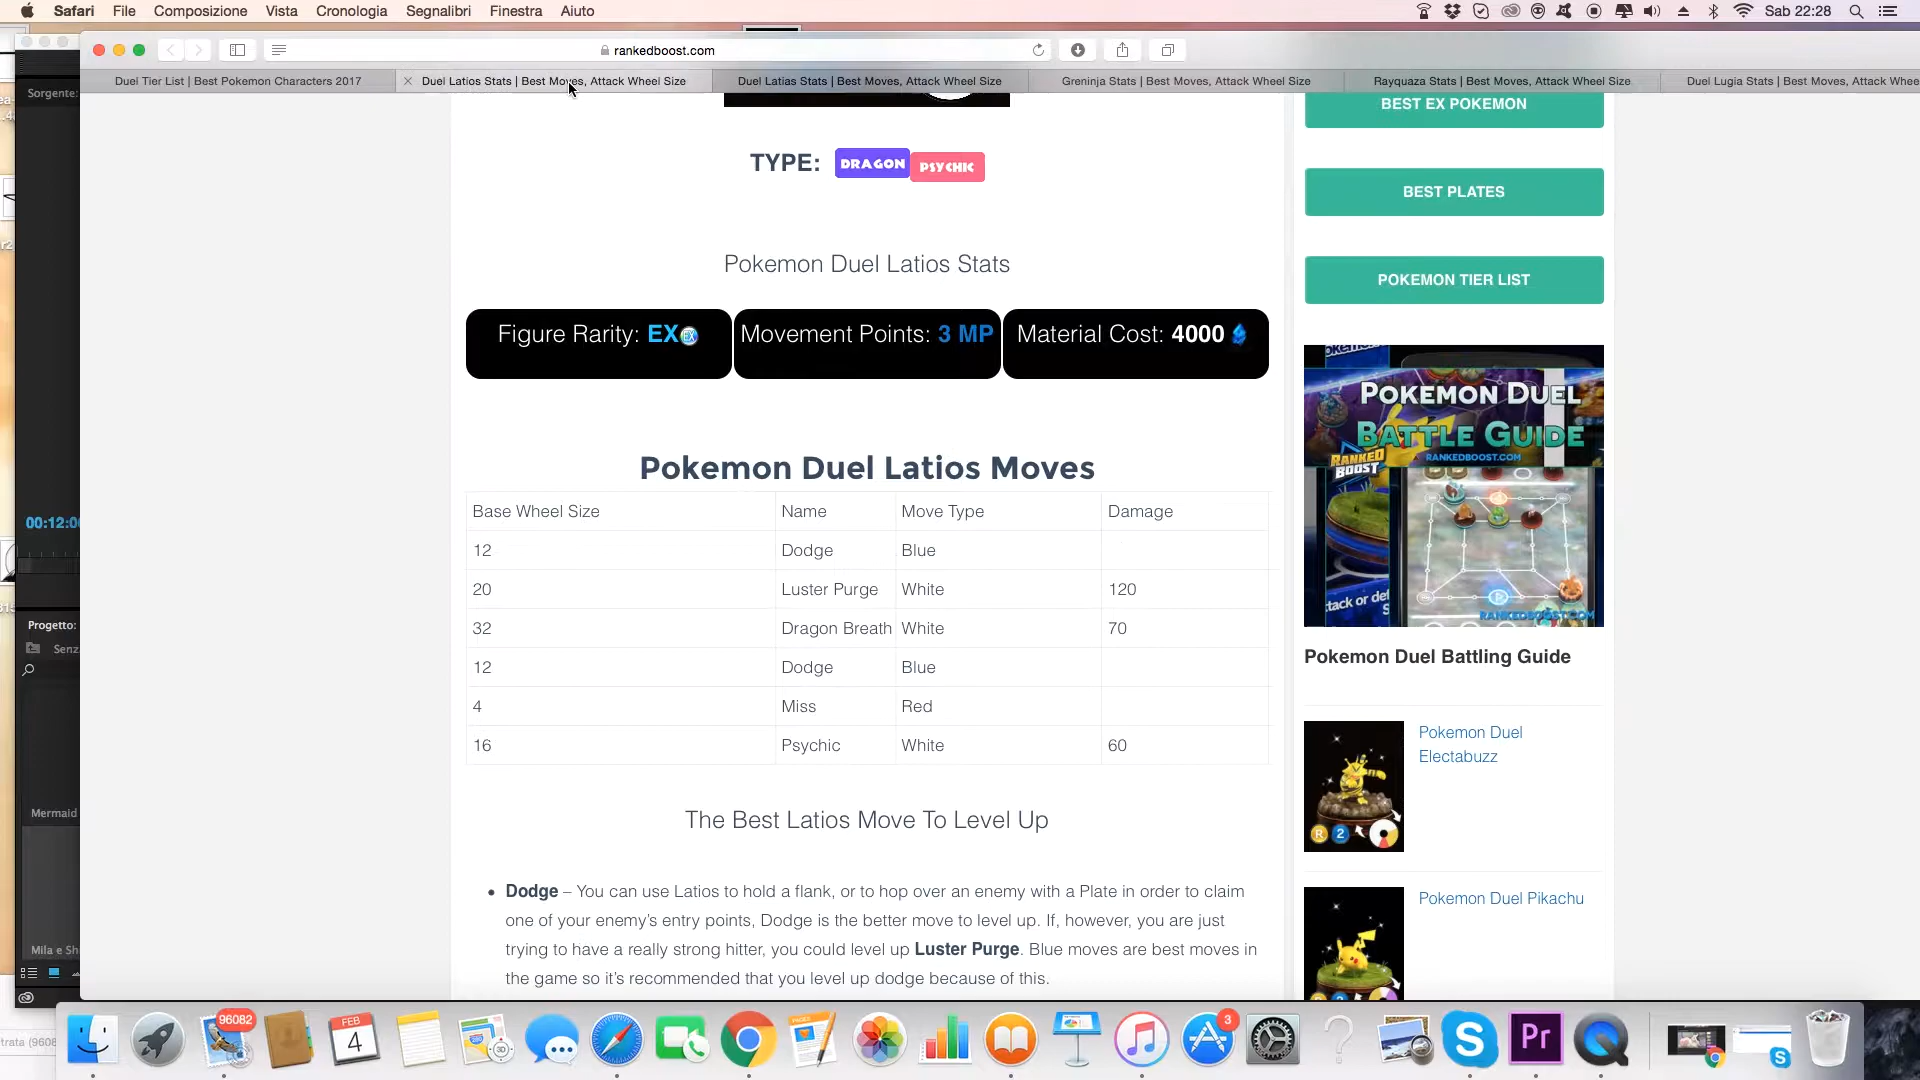 Safari File Composizione Vista Cronologia Segnalibri Finestra Aiuto Sab 22:28
rankedboost.com
Duel Tier List | Best Pokemon Characters 2017
Duel Latios Stats | Best Moves, Attack Wheel Size
Duel Latias Stats | Best Moves, Attack Wheel Size
Greninja Stats | Best Moves, Attack Wheel Size
Rayquaza Stats | Best Moves, Attack Wheel Size
Duel Lugia Stats | Best Moves, Attack Whee
Sorgente:
00:12:0
Progetto:
Senz
Mermaid
Mila e Sh
TYPE: DRAGON PSYCHIC
Pokemon Duel Latios Stats
Figure Rarity: EX
Movement Points: 3 MP
Material Cost: 4000
Pokemon Duel Latios Moves
Base Wheel Size Name Move Type Damage
12 Dodge Blue
20 Luster Purge White 120
32 Dragon Breath White 70
12 Dodge Blue
4 Miss Red
16 Psychic White 60
The Best Latios Move To Level Up
• Dodge – You can use Latios to hold a flank, or to hop over an enemy with a Plate in order to claim
one of your enemy's entry points, Dodge is the better move to level up. If, however, you are just
trying to have a really strong hitter, you could level up Luster Purge. Blue moves are best moves in
the game so it's recommended that you level up dodge because of this.
BEST EX POKEMON
BEST PLATES
POKEMON TIER LIST
POKEMON DUEL
BATTLE GUIDE
RANKEDBOOST.COM
RANKED
BOOST
RANKEDBOOST.COM
Pokemon Duel Battling Guide
Pokemon Duel
Electabuzz
R 2
Pokemon Duel Pikachu
96082
FEB
4
3D
PAGES
3
Pr